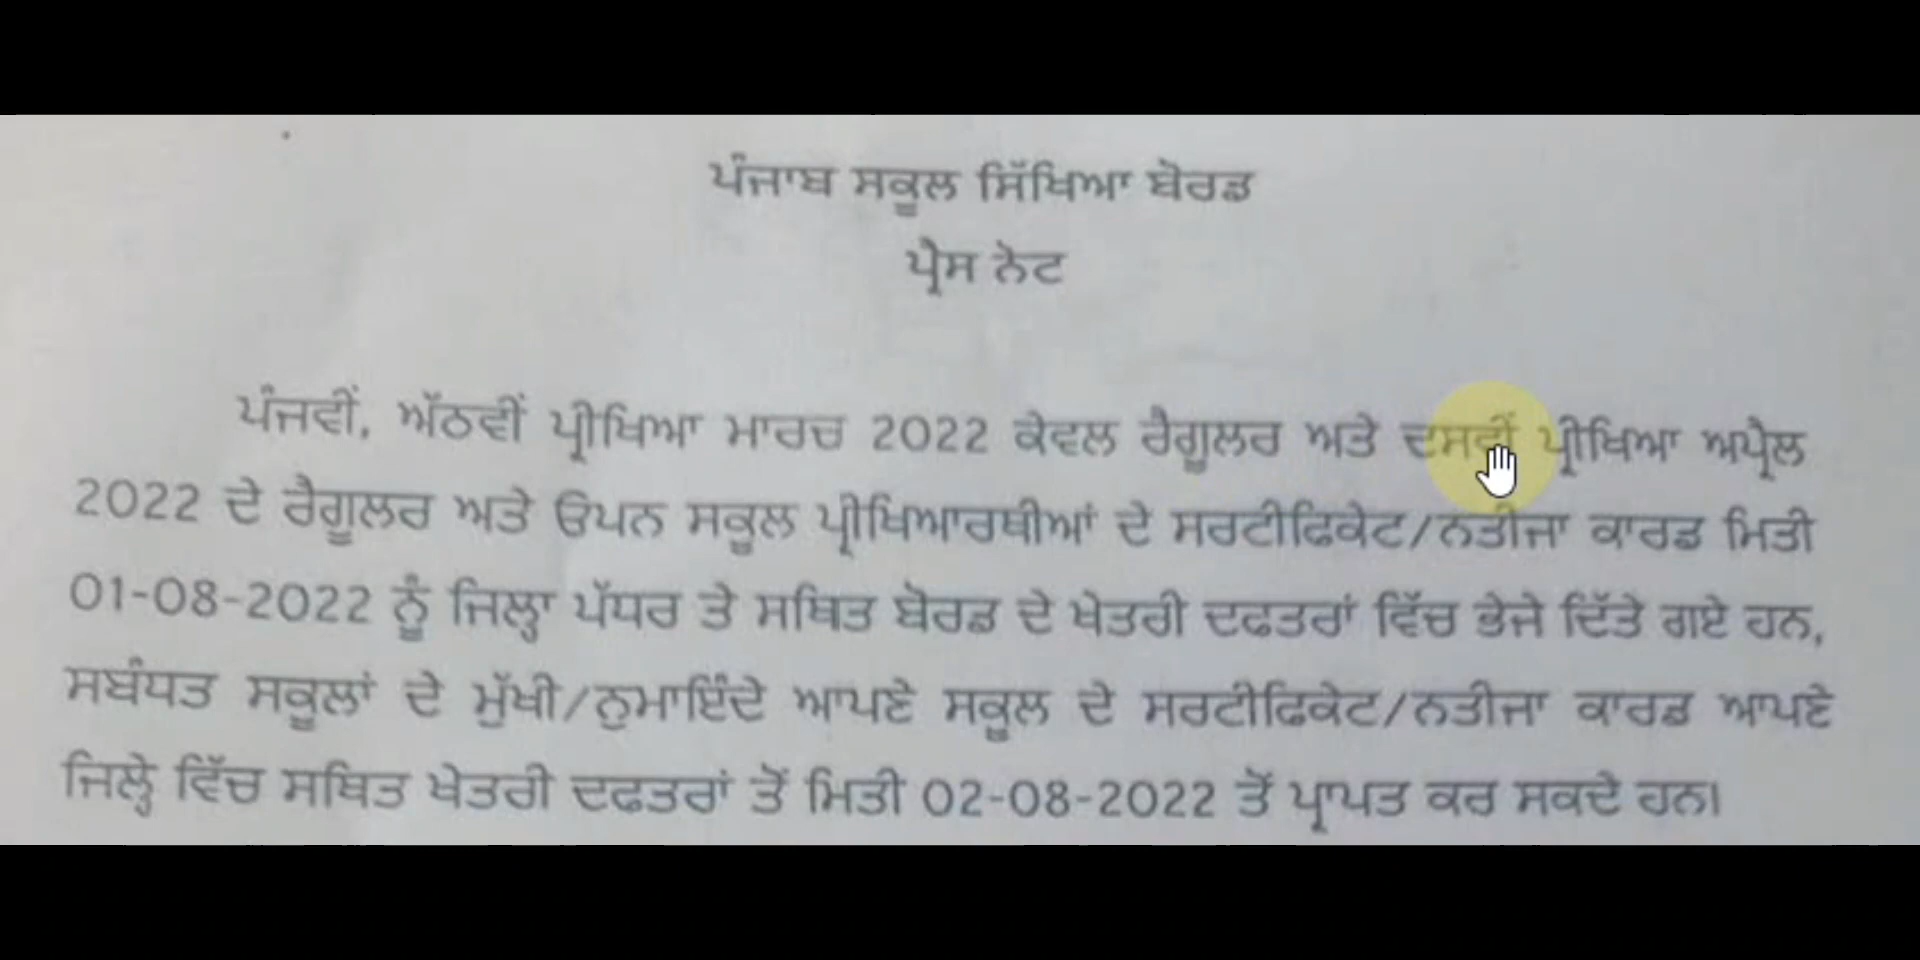 ਪੰਜਾਬ ਸਕੂਲ ਸਿੱਖਿਆ ਬੋਰਡ
ਪ੍ਰੈਸ ਨੋਟ
ਪੰਜਵੀਂ, ਅੱਠਵੀਂ ਪ੍ਰੀਖਿਆ ਮਾਰਚ 2022 ਕੇਵਲ ਰੈਗੂਲਰ ਅਤੇ ਦਸਵੀਂ ਪ੍ਰੀਖਿਆ ਅਪ੍ਰੈਲ
2022 ਦੇ ਰੈਗੂਲਰ ਅਤੇ ਓਪਨ ਸਕੂਲ ਪ੍ਰੀਖਿਆਰਥੀਆਂ ਦੇ ਸਰਟੀਫਿਕੇਟ/ਨਤੀਜਾ ਕਾਰਡ ਮਿਤੀ
01-08-2022 ਨੂੰ ਜਿਲ੍ਹਾ ਪੱਧਰ ਤੇ ਸਥਿਤ ਬੋਰਡ ਦੇ ਖੇਤਰੀ ਦਫਤਰਾਂ ਵਿੱਚ ਭੇਜੇ ਦਿੱਤੇ ਗਏ ਹਨ,
ਸਬੰਧਤ ਸਕੂਲਾਂ ਦੇ ਮੁੱਖੀ/ਨੁਮਾਇੰਦੇ ਆਪਣੇ ਸਕੂਲ ਦੇ ਸਰਟੀਫਿਕੇਟ/ਨਤੀਜਾ ਕਾਰਡ ਆਪਣੇ
ਜਿਲ੍ਹੇ ਵਿੱਚ ਸਥਿਤ ਖੇਤਰੀ ਦਫਤਰਾਂ ਤੋਂ ਮਿਤੀ 02-08-2022 ਤੋਂ ਪ੍ਰਾਪਤ ਕਰ ਸਕਦੇ ਹਨ।